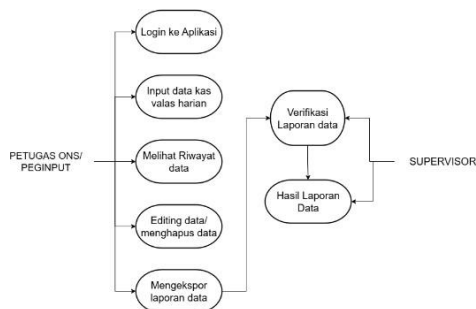 Login ke Aplikasi
Input data kas
valas harian
PETUGAS ONS/
PEGINPUT
Melihat Riwayat
data
Editing data/
menghapus data
Mengekspor
laporan data
Verifikasi
Laporan data
Hasil Laporan
Data
SUPERVISOR